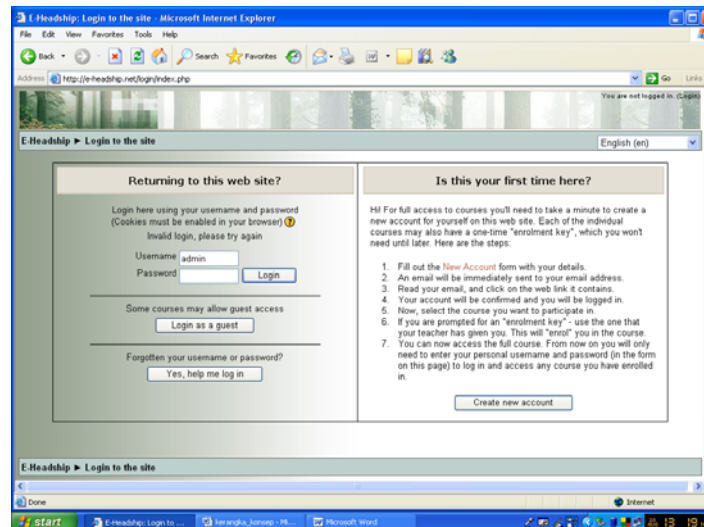 E-Headship: Login to the site - Microsoft Internet Explorer
File Edit View Favorites Tools Help
Back Search Favorites
Address http://e-headship.net/login/index.php Go Links
You are not logged in. (Login)
E-Headship ► Login to the site English (en)
Returning to this web site?
Login here using your username and password
(Cookies must be enabled in your browser) ?
Invalid login, please try again
Username admin
Password Login
Some courses may allow guest access
Login as a guest
Forgotten your username or password?
Yes, help me log in
Is this your first time here?
Hi! For full access to courses you'll need to take a minute to create a
new account for yourself on this web site. Each of the individual
courses may also have a one-time "enrolment key", which you won't
need until later. Here are the steps:
1. Fill out the New Account form with your details.
2. An email will be immediately sent to your email address.
3. Read your email, and click on the web link it contains.
4. Your account will be confirmed and you will be logged in.
5. Now, select the course you want to participate in.
6. If you are prompted for an "enrolment key" - use the one that
your teacher has given you. This will "enrol" you in the course.
7. You can now access the full course. From now on you will only
need to enter your personal username and password (in the form
on this page) to log in and access any course you have enrolled
in.
Create new account
E-Headship ► Login to the site
Done Internet
start E-Headship: Login to ... kerangka_konsep - Mi... Microsoft Word